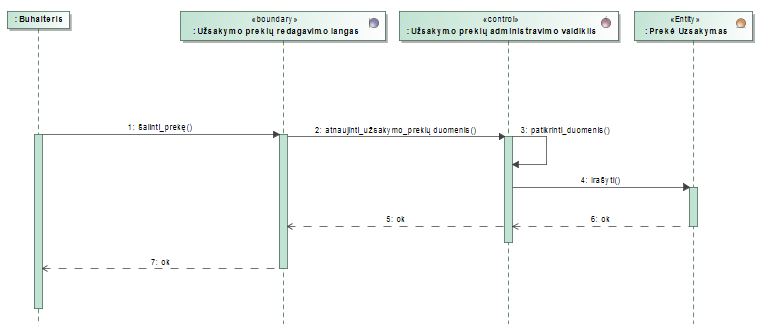 : Buhalteris
«boundary»
: Užsakymo prekių redagavimo langas
«control»
: Užsakymo prekių administravimo valdiklis
«Entity»
: Prekė Užsakymas
1: šalinti_prekę()
2: atnaujinti_užsakymo_prekių duomenis()
3: patikrinti_duomenis()
4: įrašyti()
5: ok
6: ok
7: ok